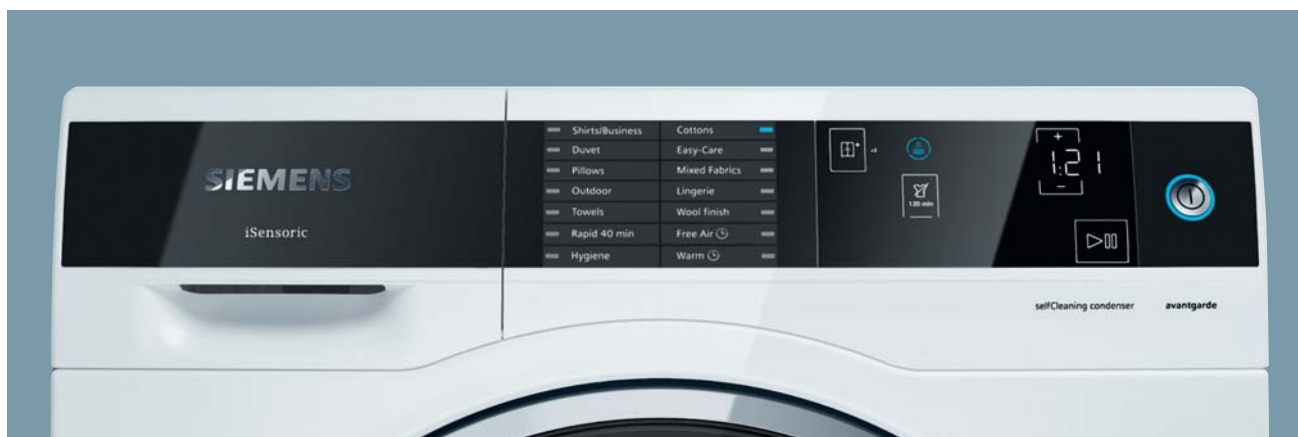 SIEMENS
iSensoric
Shirts/Business
Duvet
Pillows
Outdoor
Towels
Rapid 40 min
Hygiene
Cottons
Easy-Care
Mixed Fabrics
Lingerie
Wool finish
Free Air
Warm
120 min
+
1:21
−
selfCleaning condenser
avantgarde